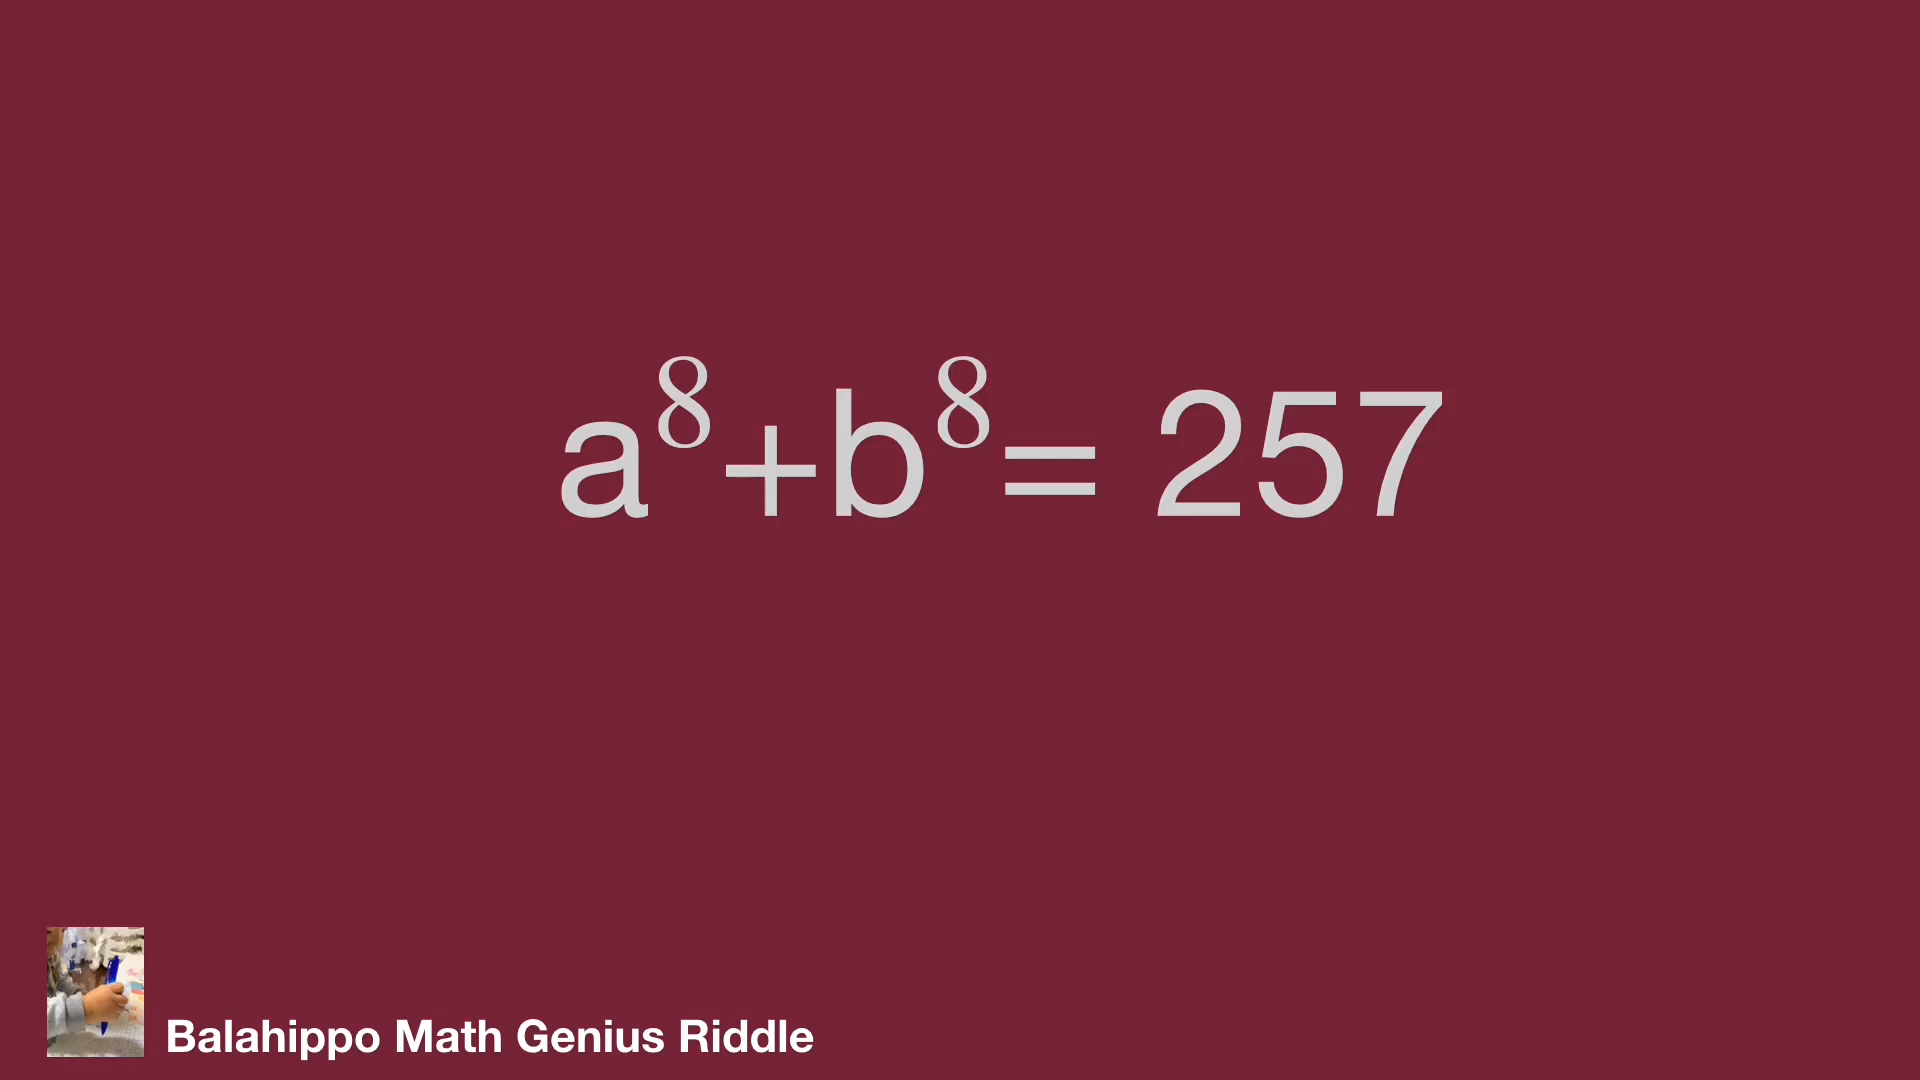 a⁸+b⁸= 257
Balahippo Math Genius Riddle